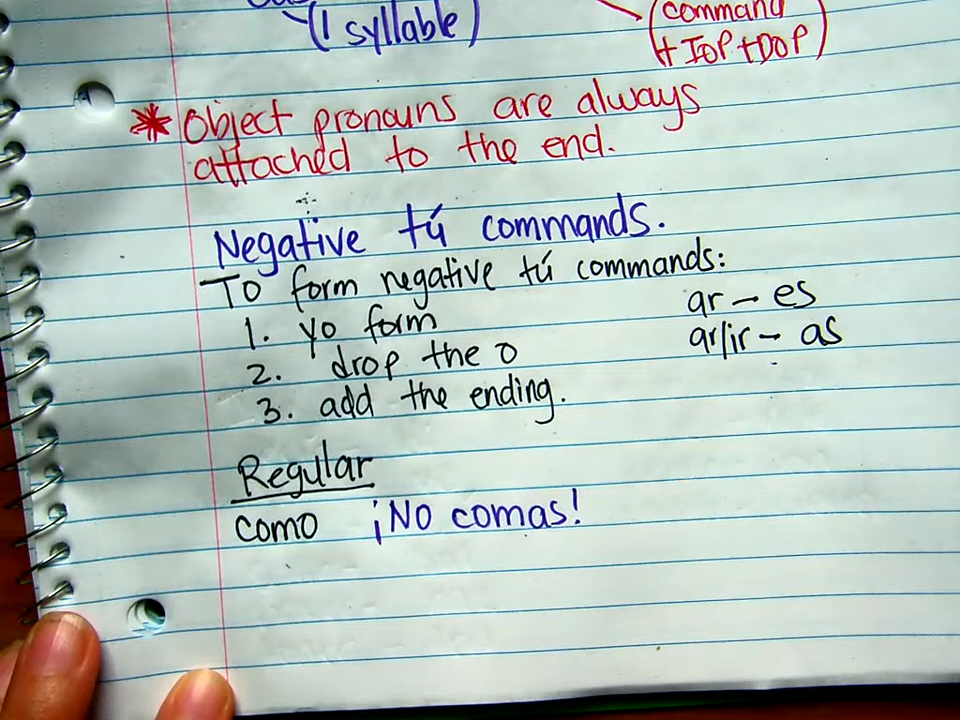 (1 syllable)
(command
+ IOP + DOP)
* Object pronouns are always
attached to the end.
Negative tú commands.
To form negative tú commands:
1. yo form
2. drop the o
3. add the ending.
ar - es
ar/ir - as
Regular
como ¡No comas!